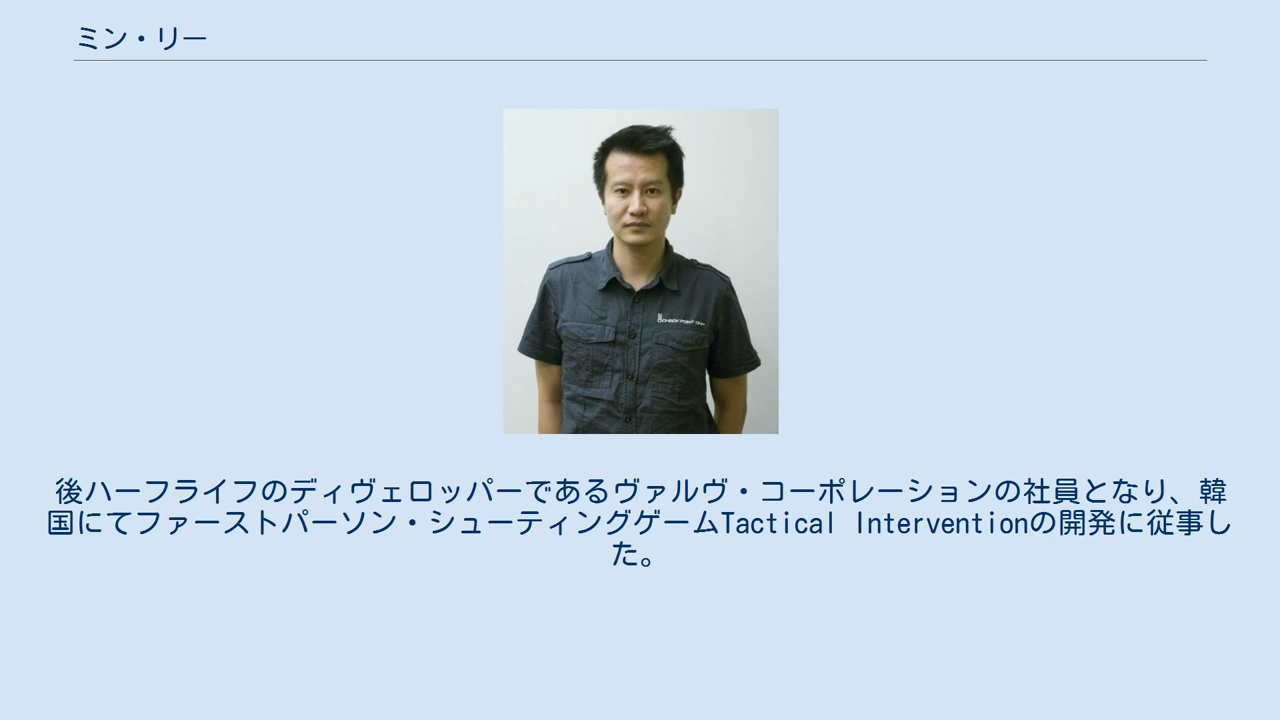 ミン・リー
後ハーフライフのディヴェロッパーであるヴァルヴ・コーポレーションの社員となり、韓
国にてファーストパーソン・シューティングゲームTactical Interventionの開発に従事し
た。